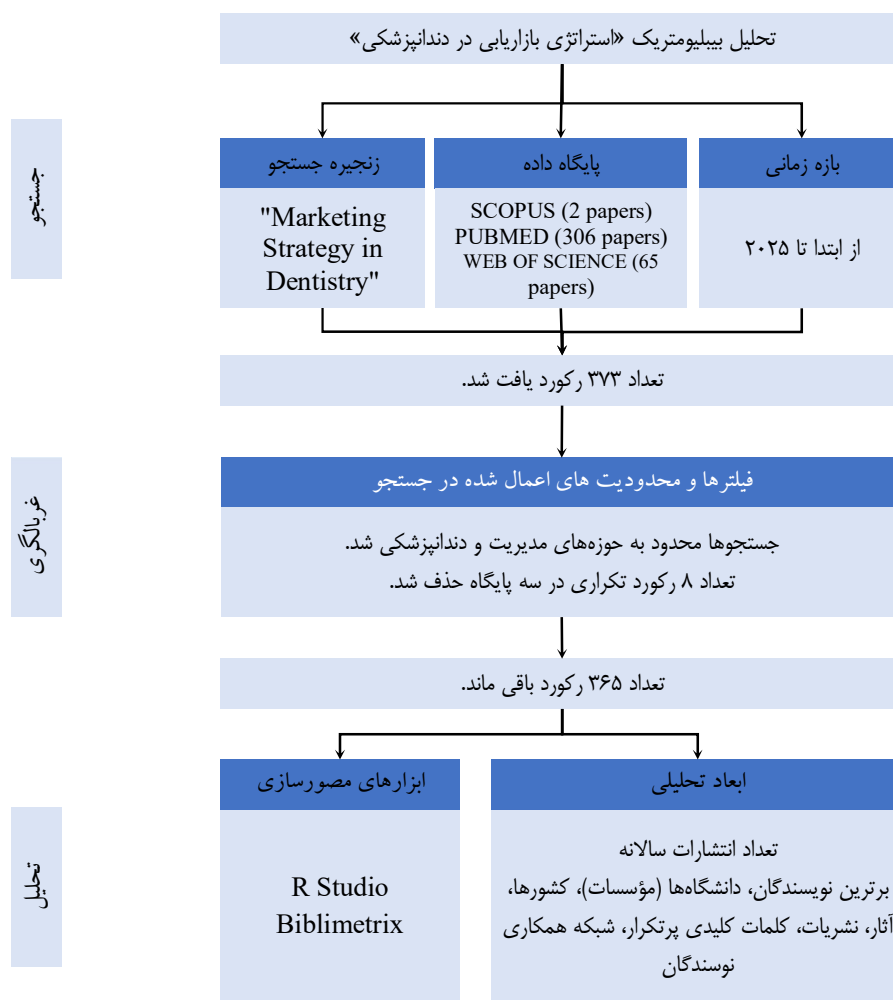 تحلیل بیبلیومتریک «استراتژی بازاریابی در دندانپزشکی»
جستجو
بازه زمانی
از ابتدا تا ۲۰۲۵
پایگاه داده
SCOPUS (2 papers)
PUBMED (306 papers)
WEB OF SCIENCE (65
papers)
زنجیره جستجو
"Marketing
Strategy in
Dentistry"
تعداد ۳۷۳ رکورد یافت شد.
غربالگری
فیلترها و محدودیت های اعمال شده در جستجو
جستجوها محدود به حوزه‌های مدیریت و دندانپزشکی شد.
تعداد ۸ رکورد تکراری در سه پایگاه حذف شد.
تعداد ۳۶۵ رکورد باقی ماند.
تحلیل
ابعاد تحلیلی
تعداد انتشارات سالانه
برترین نویسندگان، دانشگاه‌ها (مؤسسات)، کشورها،
آثار، نشریات، کلمات کلیدی پرتکرار، شبکه همکاری
نوسندگان
ابزارهای مصورسازی
R Studio
Biblimetrix